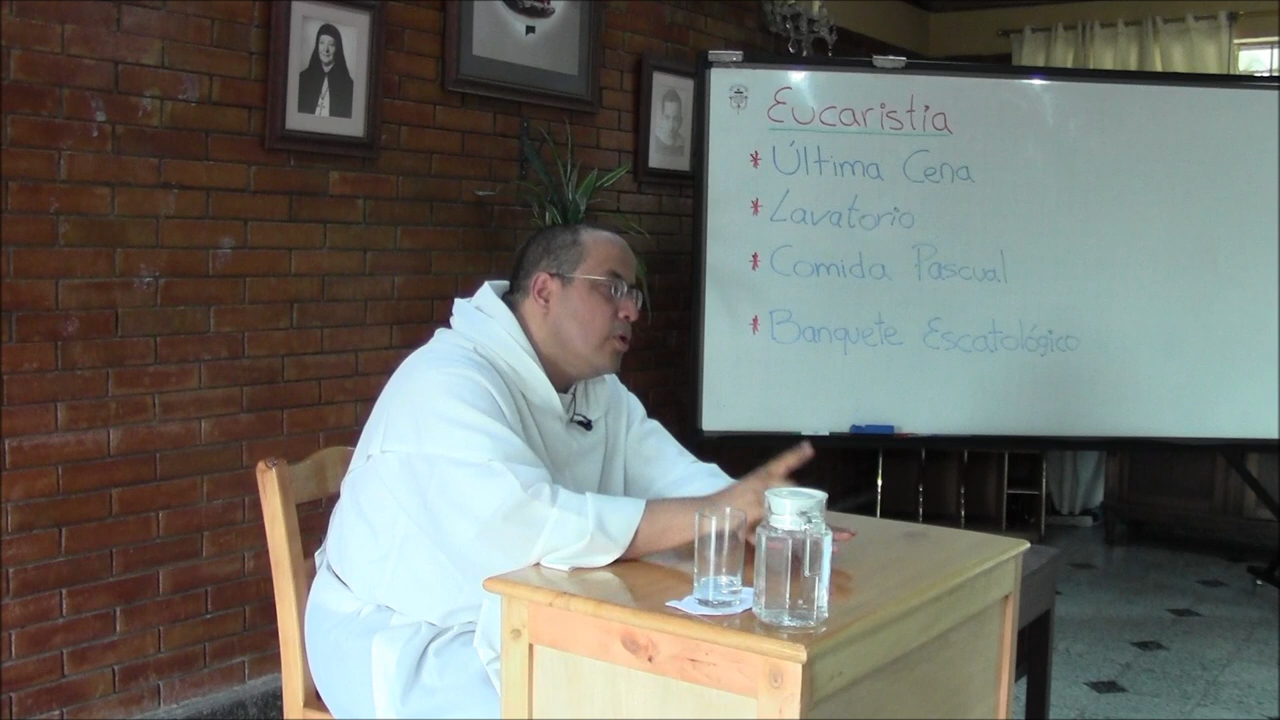 Eucaristía
* Última Cena
* Lavatorio
* Comida Pascual
* Banquete Escatológico